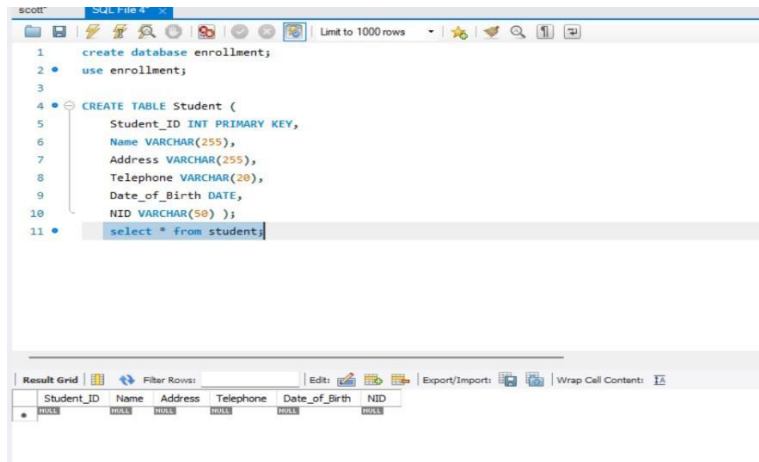 scott*
SQL File 4*
Limit to 1000 rows
1 create database enrollment;
2 use enrollment;
3
4 CREATE TABLE Student (
5 Student_ID INT PRIMARY KEY,
6 Name VARCHAR(255),
7 Address VARCHAR(255),
8 Telephone VARCHAR(20),
9 Date_of_Birth DATE,
10 NID VARCHAR(50) );
11 select * from student;
Result Grid Filter Rows: Edit: Export/Import: Wrap Cell Content: IA
Student_ID Name Address Telephone Date_of_Birth NID
NULL NULL NULL NULL NULL NULL